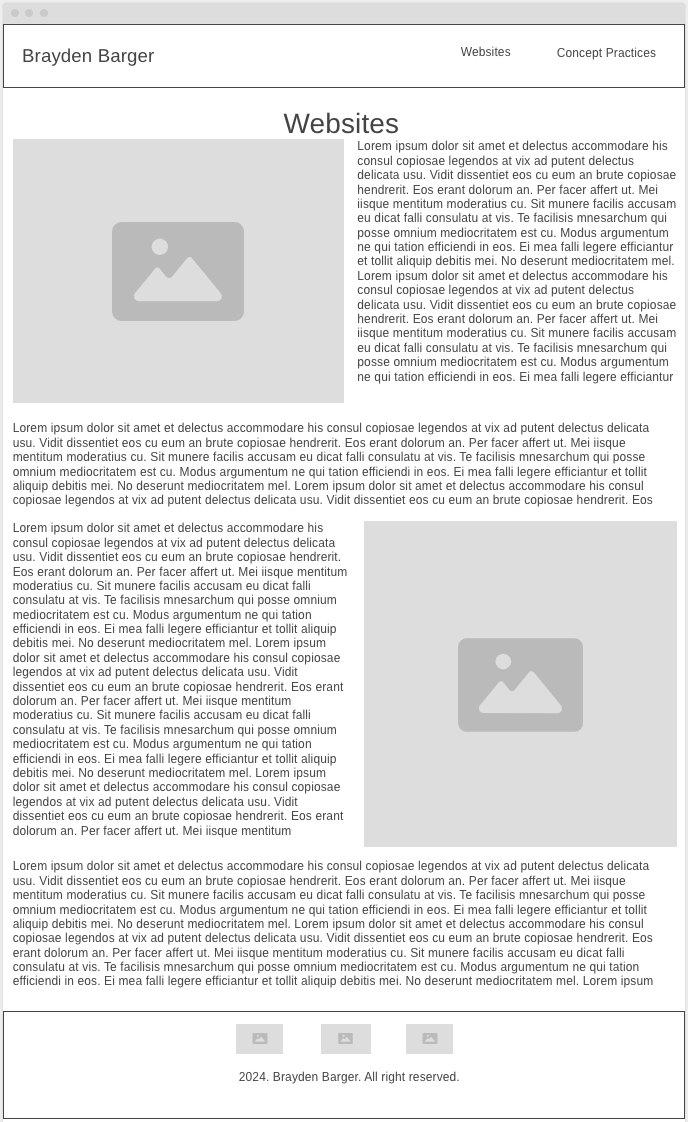 Brayden Barger
Websites
Concept Practices
Websites
Lorem ipsum dolor sit amet et delectus accommodare his
consul copiosae legendos at vix ad putent delectus
delicata usu. Vidit dissentiet eos cu eum an brute copiosae
hendrerit. Eos erant dolorum an. Per facer affert ut. Mei
iisque mentitum moderatius cu. Sit munere facilis accusam
eu dicat falli consulatu at vis. Te facilisis mnesarchum qui
posse omnium mediocritatem est cu. Modus argumentum
ne qui tation efficiendi in eos. Ei mea falli legere efficiantur
et tollit aliquip debitis mei. No deserunt mediocritatem mel.
Lorem ipsum dolor sit amet et delectus accommodare his
consul copiosae legendos at vix ad putent delectus
delicata usu. Vidit dissentiet eos cu eum an brute copiosae
hendrerit. Eos erant dolorum an. Per facer affert ut. Mei
iisque mentitum moderatius cu. Sit munere facilis accusam
eu dicat falli consulatu at vis. Te facilisis mnesarchum qui
posse omnium mediocritatem est cu. Modus argumentum
ne qui tation efficiendi in eos. Ei mea falli legere efficiantur
Lorem ipsum dolor sit amet et delectus accommodare his consul copiosae legendos at vix ad putent delectus delicata
usu. Vidit dissentiet eos cu eum an brute copiosae hendrerit. Eos erant dolorum an. Per facer affert ut. Mei iisque
mentitum moderatius cu. Sit munere facilis accusam eu dicat falli consulatu at vis. Te facilisis mnesarchum qui posse
omnium mediocritatem est cu. Modus argumentum ne qui tation efficiendi in eos. Ei mea falli legere efficiantur et tollit
aliquip debitis mei. No deserunt mediocritatem mel. Lorem ipsum dolor sit amet et delectus accommodare his consul
copiosae legendos at vix ad putent delectus delicata usu. Vidit dissentiet eos cu eum an brute copiosae hendrerit. Eos
Lorem ipsum dolor sit amet et delectus accommodare his
consul copiosae legendos at vix ad putent delectus delicata
usu. Vidit dissentiet eos cu eum an brute copiosae hendrerit.
Eos erant dolorum an. Per facer affert ut. Mei iisque mentitum
moderatius cu. Sit munere facilis accusam eu dicat falli
consulatu at vis. Te facilisis mnesarchum qui posse omnium
mediocritatem est cu. Modus argumentum ne qui tation
efficiendi in eos. Ei mea falli legere efficiantur et tollit aliquip
debitis mei. No deserunt mediocritatem mel. Lorem ipsum
dolor sit amet et delectus accommodare his consul copiosae
legendos at vix ad putent delectus delicata usu. Vidit
dissentiet eos cu eum an brute copiosae hendrerit. Eos erant
dolorum an. Per facer affert ut. Mei iisque mentitum
moderatius cu. Sit munere facilis accusam eu dicat falli
consulatu at vis. Te facilisis mnesarchum qui posse omnium
mediocritatem est cu. Modus argumentum ne qui tation
efficiendi in eos. Ei mea falli legere efficiantur et tollit aliquip
debitis mei. No deserunt mediocritatem mel. Lorem ipsum
dolor sit amet et delectus accommodare his consul copiosae
legendos at vix ad putent delectus delicata usu. Vidit
dissentiet eos cu eum an brute copiosae hendrerit. Eos erant
dolorum an. Per facer affert ut. Mei iisque mentitum
Lorem ipsum dolor sit amet et delectus accommodare his consul copiosae legendos at vix ad putent delectus delicata
usu. Vidit dissentiet eos cu eum an brute copiosae hendrerit. Eos erant dolorum an. Per facer affert ut. Mei iisque
mentitum moderatius cu. Sit munere facilis accusam eu dicat falli consulatu at vis. Te facilisis mnesarchum qui posse
omnium mediocritatem est cu. Modus argumentum ne qui tation efficiendi in eos. Ei mea falli legere efficiantur et tollit
aliquip debitis mei. No deserunt mediocritatem mel. Lorem ipsum dolor sit amet et delectus accommodare his consul
copiosae legendos at vix ad putent delectus delicata usu. Vidit dissentiet eos cu eum an brute copiosae hendrerit. Eos
erant dolorum an. Per facer affert ut. Mei iisque mentitum moderatius cu. Sit munere facilis accusam eu dicat falli
consulatu at vis. Te facilisis mnesarchum qui posse omnium mediocritatem est cu. Modus argumentum ne qui tation
efficiendi in eos. Ei mea falli legere efficiantur et tollit aliquip debitis mei. No deserunt mediocritatem mel. Lorem ipsum
2024. Brayden Barger. All right reserved.